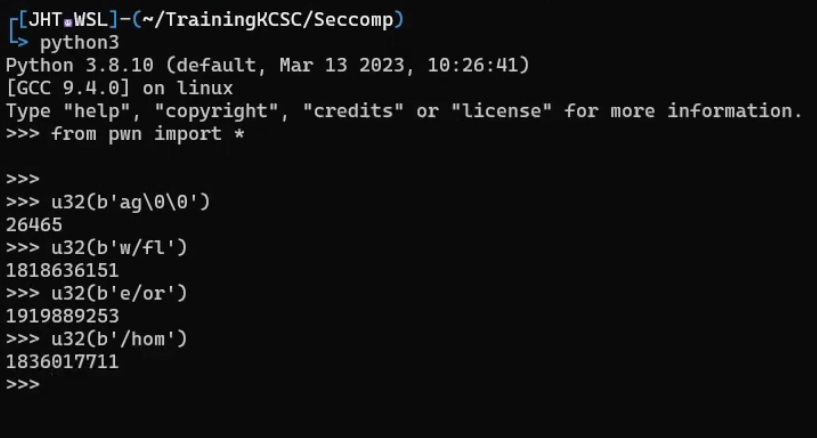 [JHT WSL]-(~/TrainingKCSC/Seccomp)
> python3
Python 3.8.10 (default, Mar 13 2023, 10:26:41)
[GCC 9.4.0] on linux
Type "help", "copyright", "credits" or "license" for more information.
>>> from pwn import *
>>>
>>> u32(b'ag\0\0')
26465
>>> u32(b'w/fl')
1818636151
>>> u32(b'e/or')
1919889253
>>> u32(b'/hom')
1836017711
>>>